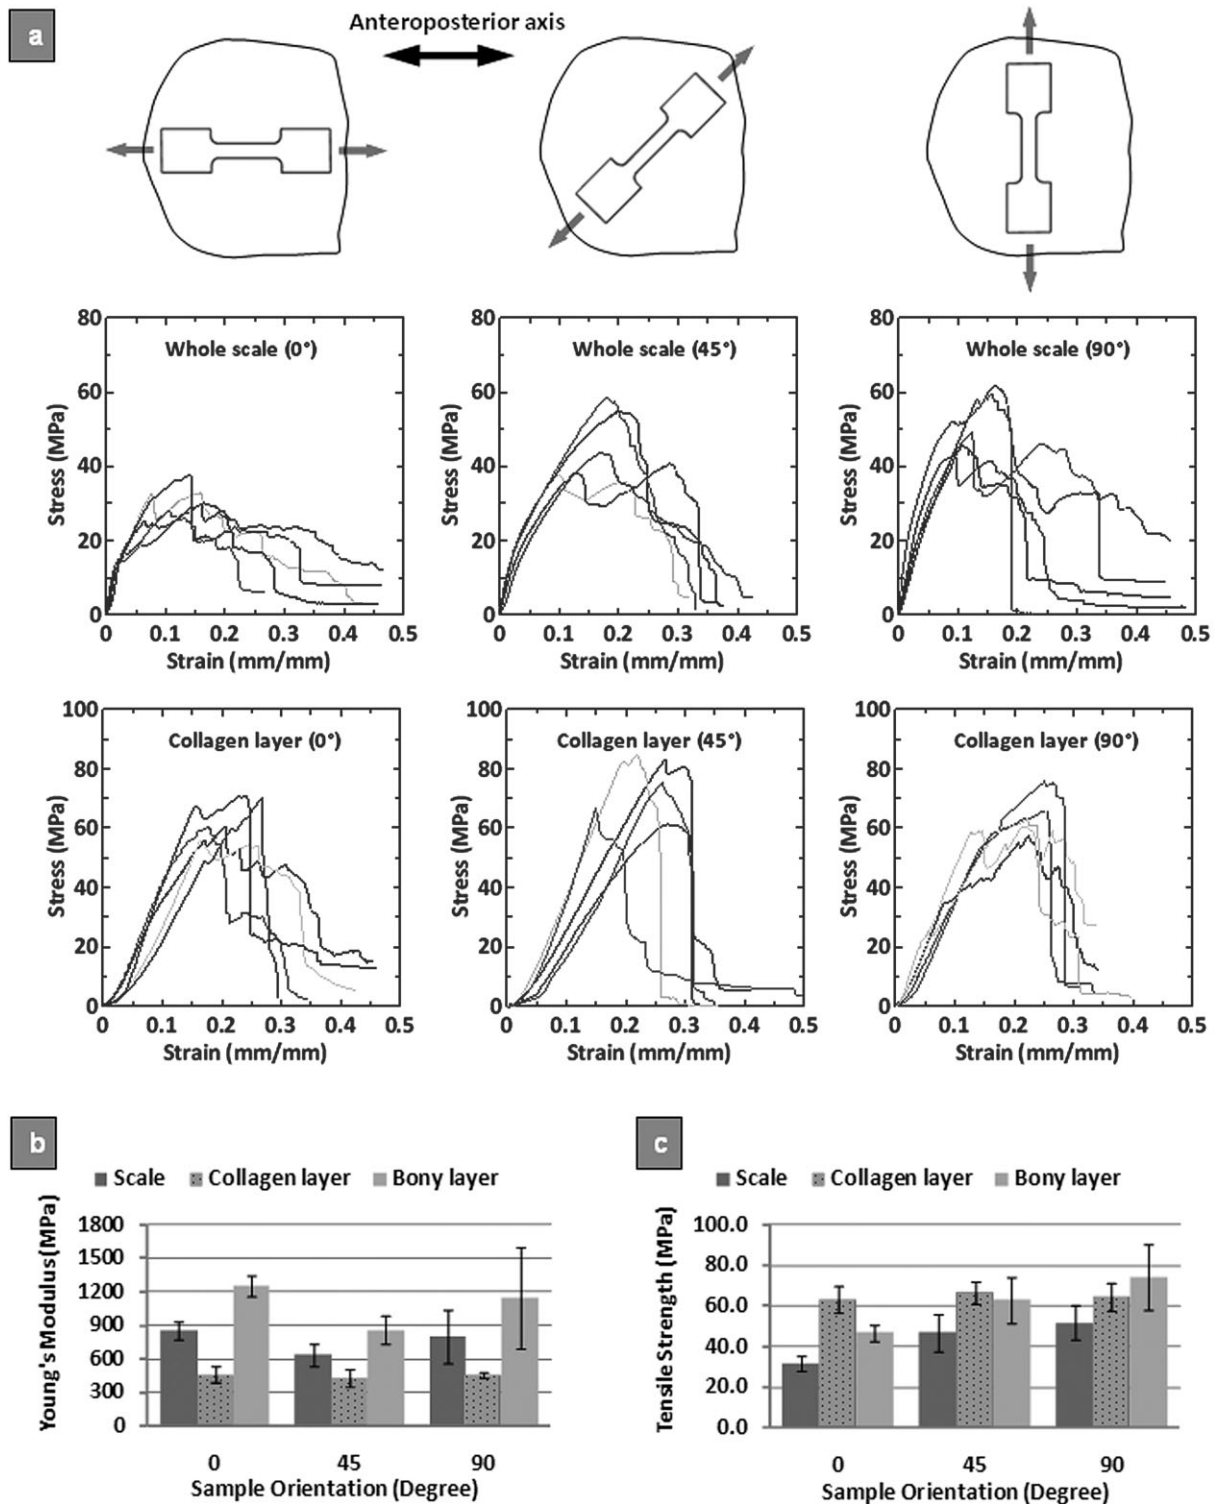 a
Anteroposterior axis
80
60
40
20
0
Stress (MPa)
Whole scale (0°)
0 0.1 0.2 0.3 0.4 0.5
Strain (mm/mm)
80
60
40
20
0
Stress (MPa)
Whole scale (45°)
0 0.1 0.2 0.3 0.4 0.5
Strain (mm/mm)
80
60
40
20
0
Stress (MPa)
Whole scale (90°)
0 0.1 0.2 0.3 0.4 0.5
Strain (mm/mm)
100
80
60
40
20
0
Stress (MPa)
Collagen layer (0°)
0 0.1 0.2 0.3 0.4 0.5
Strain (mm/mm)
100
80
60
40
20
0
Stress (MPa)
Collagen layer (45°)
0 0.1 0.2 0.3 0.4 0.5
Strain (mm/mm)
100
80
60
40
20
0
Stress (MPa)
Collagen layer (90°)
0 0.1 0.2 0.3 0.4 0.5
Strain (mm/mm)
b
Scale Collagen layer Bony layer
Young's Modulus (MPa)
1800
1500
1200
900
600
300
0
0 45 90
Sample Orientation (Degree)
c
Scale Collagen layer Bony layer
Tensile Strength (MPa)
100.0
80.0
60.0
40.0
20.0
0.0
0 45 90
Sample Orientation (Degree)